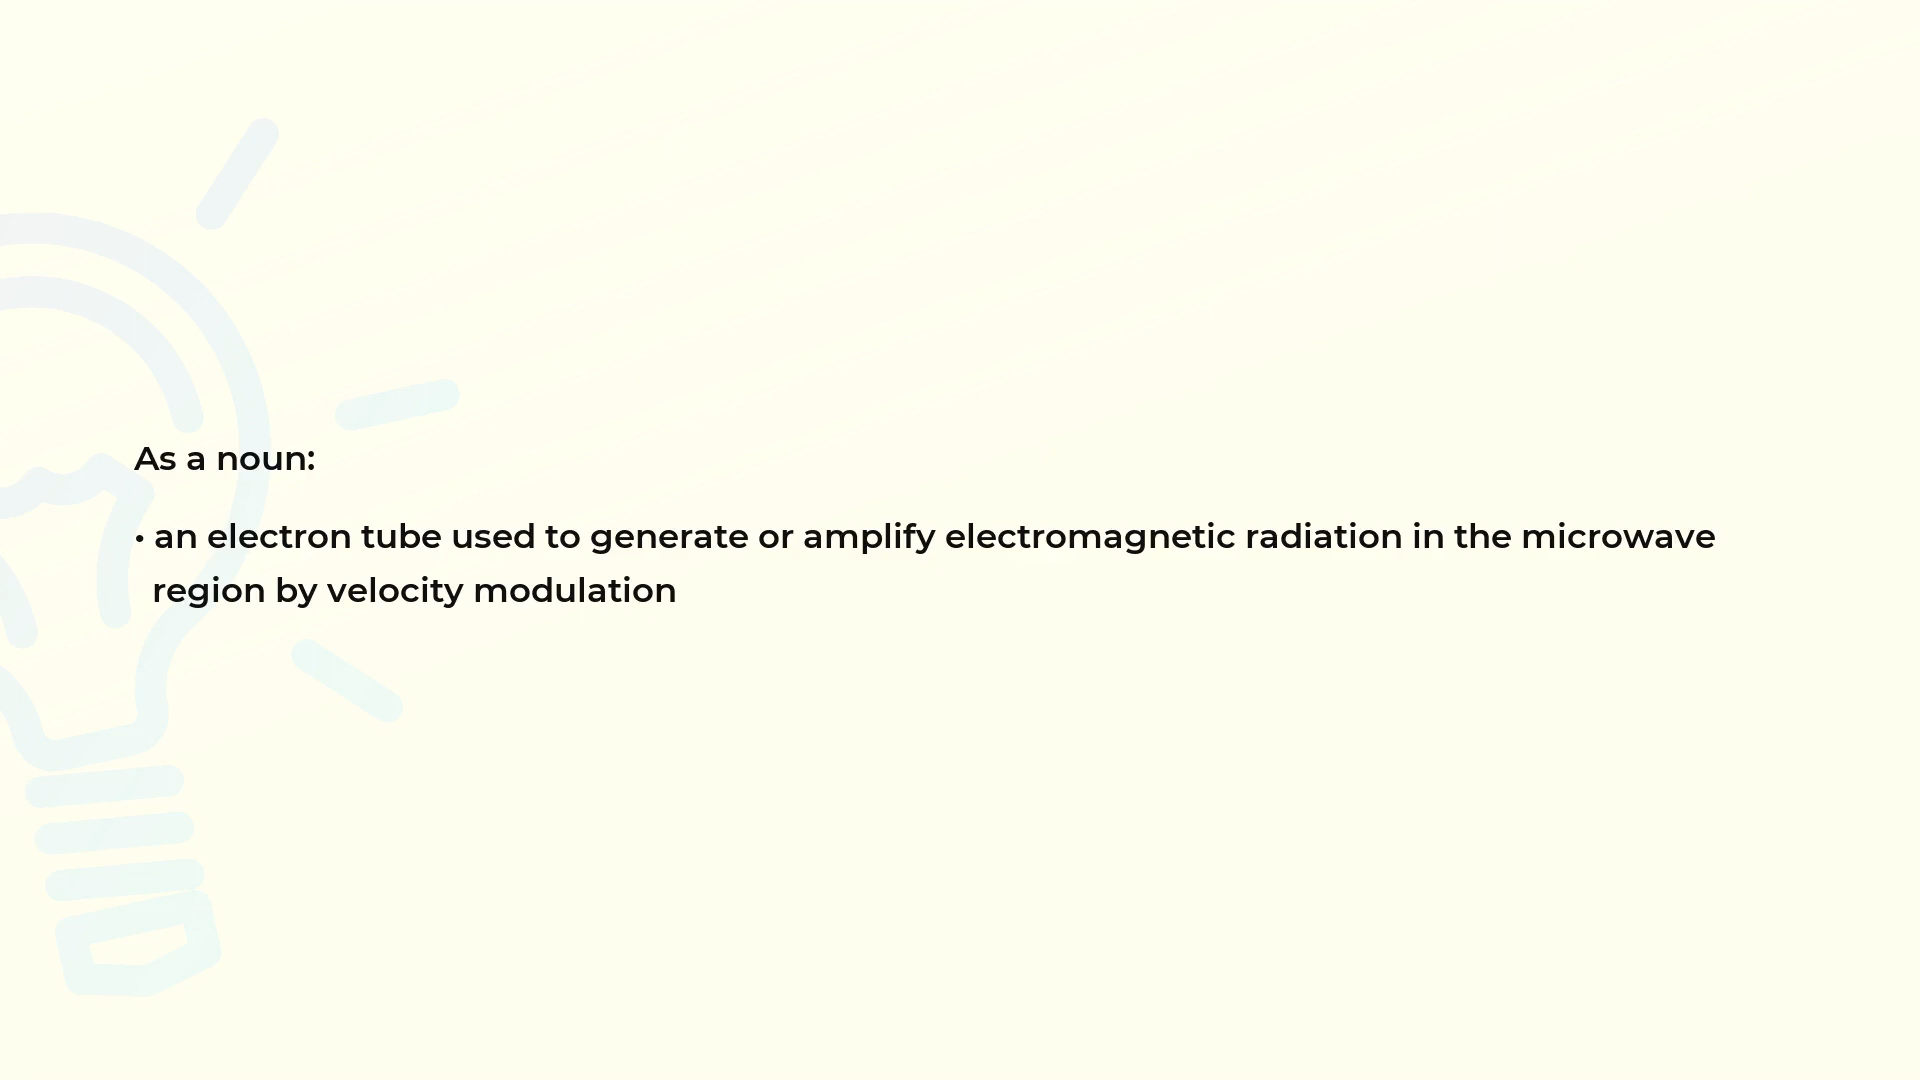 As a noun:
• an electron tube used to generate or amplify electromagnetic radiation in the microwave
region by velocity modulation